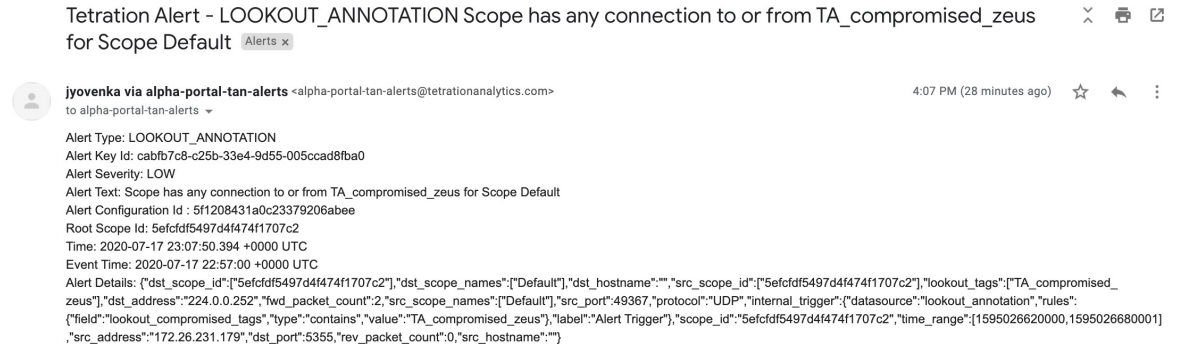 Tetration Alert - LOOKOUT_ANNOTATION Scope has any connection to or from TA_compromised_zeus
for Scope Default Alerts x
jyovenka via alpha-portal-tan-alerts <alpha-portal-tan-alerts@tetrationanalytics.com> 4:07 PM (28 minutes ago)
to alpha-portal-tan-alerts
Alert Type: LOOKOUT_ANNOTATION
Alert Key Id: cabfb7c8-c25b-33e4-9d55-005ccad8fba0
Alert Severity: LOW
Alert Text: Scope has any connection to or from TA_compromised_zeus for Scope Default
Alert Configuration Id : 5f1208431a0c23379206abee
Root Scope Id: 5efcfdf5497d4f474f1707c2
Time: 2020-07-17 23:07:50.394 +0000 UTC
Event Time: 2020-07-17 22:57:00 +0000 UTC
Alert Details: {"dst_scope_id":["5efcfdf5497d4f474f1707c2"],"dst_scope_names":["Default"],"dst_hostname":"","src_scope_id":["5efcfdf5497d4f474f1707c2"],"lookout_tags":["TA_compromised_
zeus"],"dst_address":"224.0.0.252","fwd_packet_count":2,"src_scope_names":["Default"],"src_port":49367,"protocol":"UDP","internal_trigger":{"datasource":"lookout_annotation","rules":
{"field":"lookout_compromised_tags","type":"contains","value":"TA_compromised_zeus"},"label":"Alert Trigger"},"scope_id":"5efcfdf5497d4f474f1707c2","time_range":[1595026620000,1595026680001]
,"src_address":"172.26.231.179","dst_port":5355,"rev_packet_count":0,"src_hostname":""}